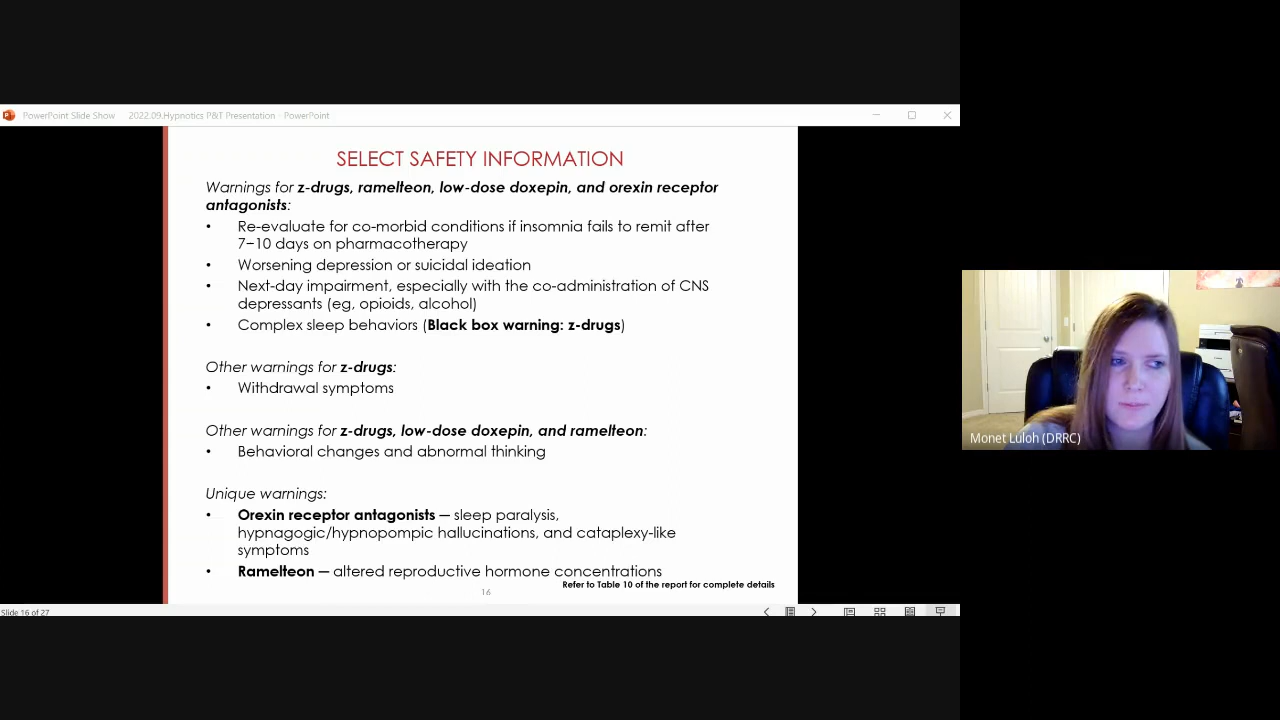 PowerPoint Slide Show 2022.09.Hypnotics P&T Presentation - PowerPoint
SELECT SAFETY INFORMATION
Warnings for z-drugs, ramelteon, low-dose doxepin, and orexin receptor
antagonists:
• Re-evaluate for co-morbid conditions if insomnia fails to remit after
7–10 days on pharmacotherapy
• Worsening depression or suicidal ideation
• Next-day impairment, especially with the co-administration of CNS
depressants (eg, opioids, alcohol)
• Complex sleep behaviors (Black box warning: z-drugs)
Other warnings for z-drugs:
• Withdrawal symptoms
Other warnings for z-drugs, low-dose doxepin, and ramelteon:
• Behavioral changes and abnormal thinking
Unique warnings:
• Orexin receptor antagonists — sleep paralysis,
hypnagogic/hypnopompic hallucinations, and cataplexy-like
symptoms
• Ramelteon — altered reproductive hormone concentrations
Refer to Table 10 of the report for complete details
16
Slide 16 of 27
Monet Luloh (DRRC)